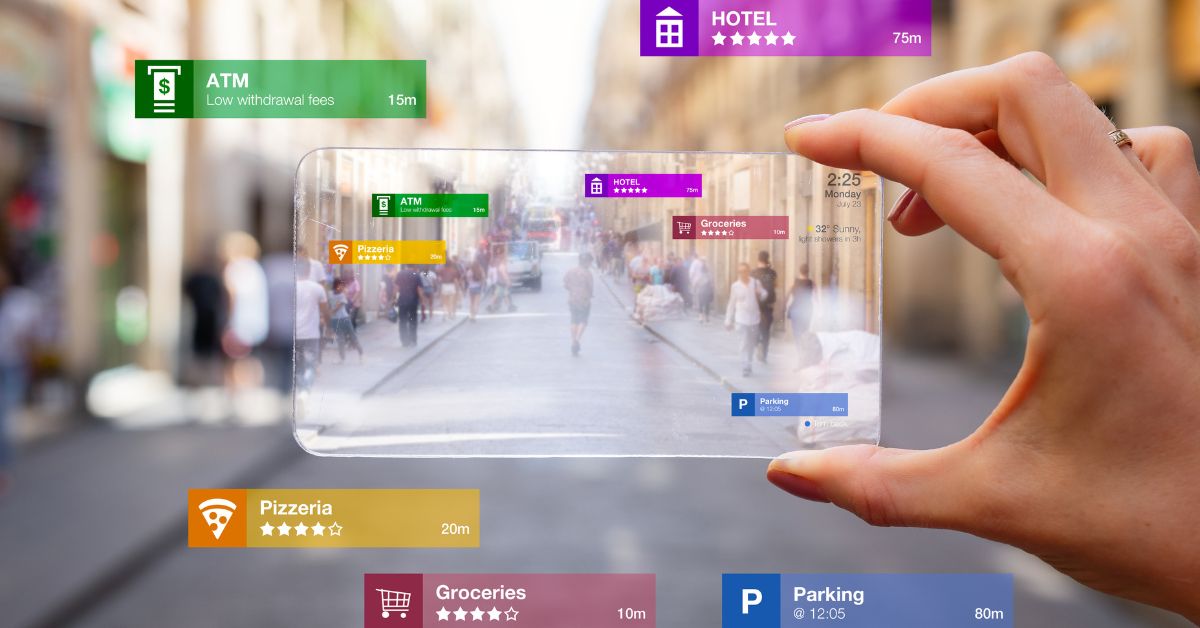 HOTEL
75m
$
ATM
Low withdrawal fees
15m
2:25
Monday
July 23
HOTEL
75m
$
ATM
Low withdrawal fees
15m
Groceries
10m
32° Sunny,
light showers in 3h
Pizzeria
20m
P
Parking
@ 12:05
80m
Pizzeria
20m
Groceries
10m
P
Parking
@ 12:05
80m